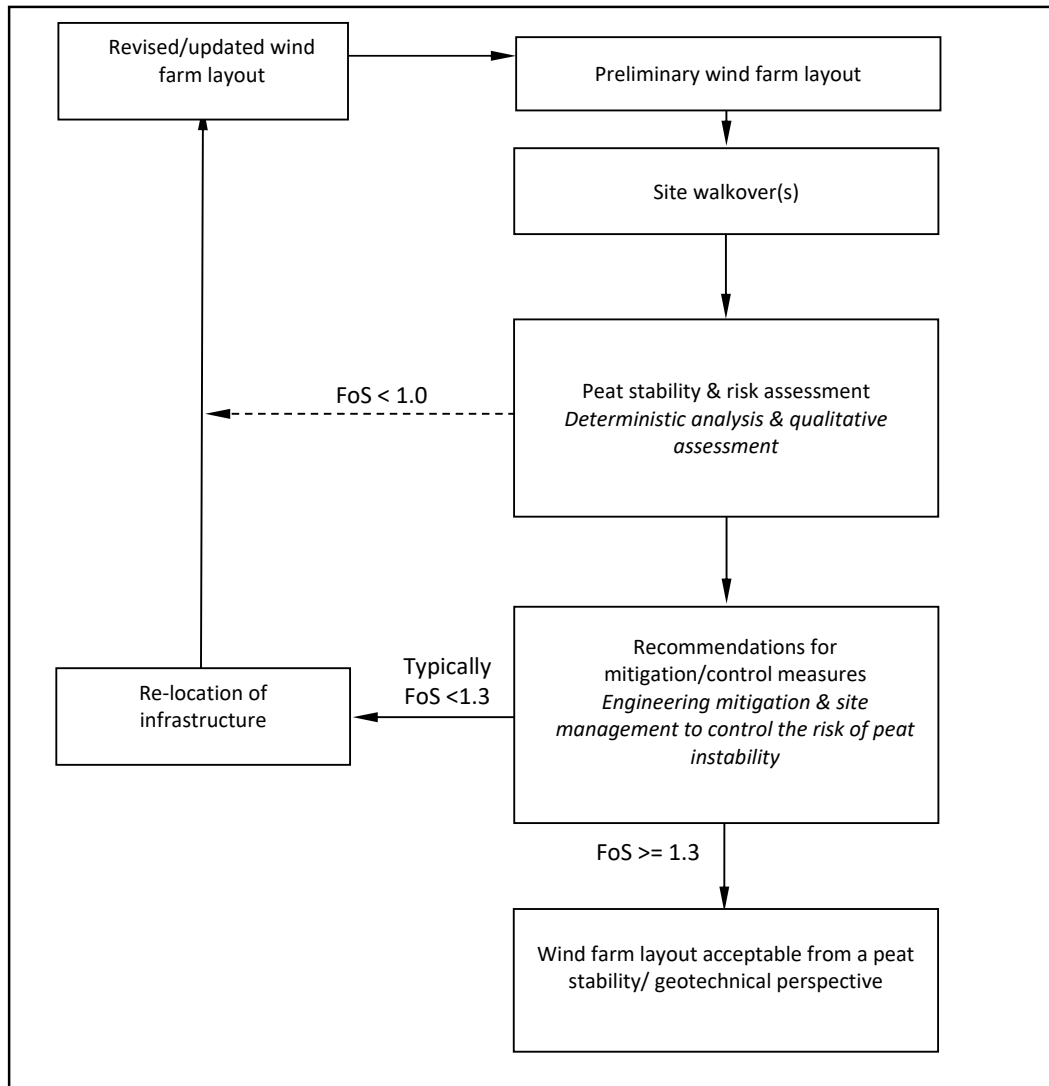 Revised/updated wind
farm layout
Preliminary wind farm layout
Site walkover(s)
FoS < 1.0
Peat stability & risk assessment
Deterministic analysis & qualitative
assessment
Recommendations for
mitigation/control measures
Engineering mitigation & site
management to control the risk of peat
instability
Typically
FoS <1.3
Re-location of
infrastructure
FoS >= 1.3
Wind farm layout acceptable from a peat
stability/ geotechnical perspective